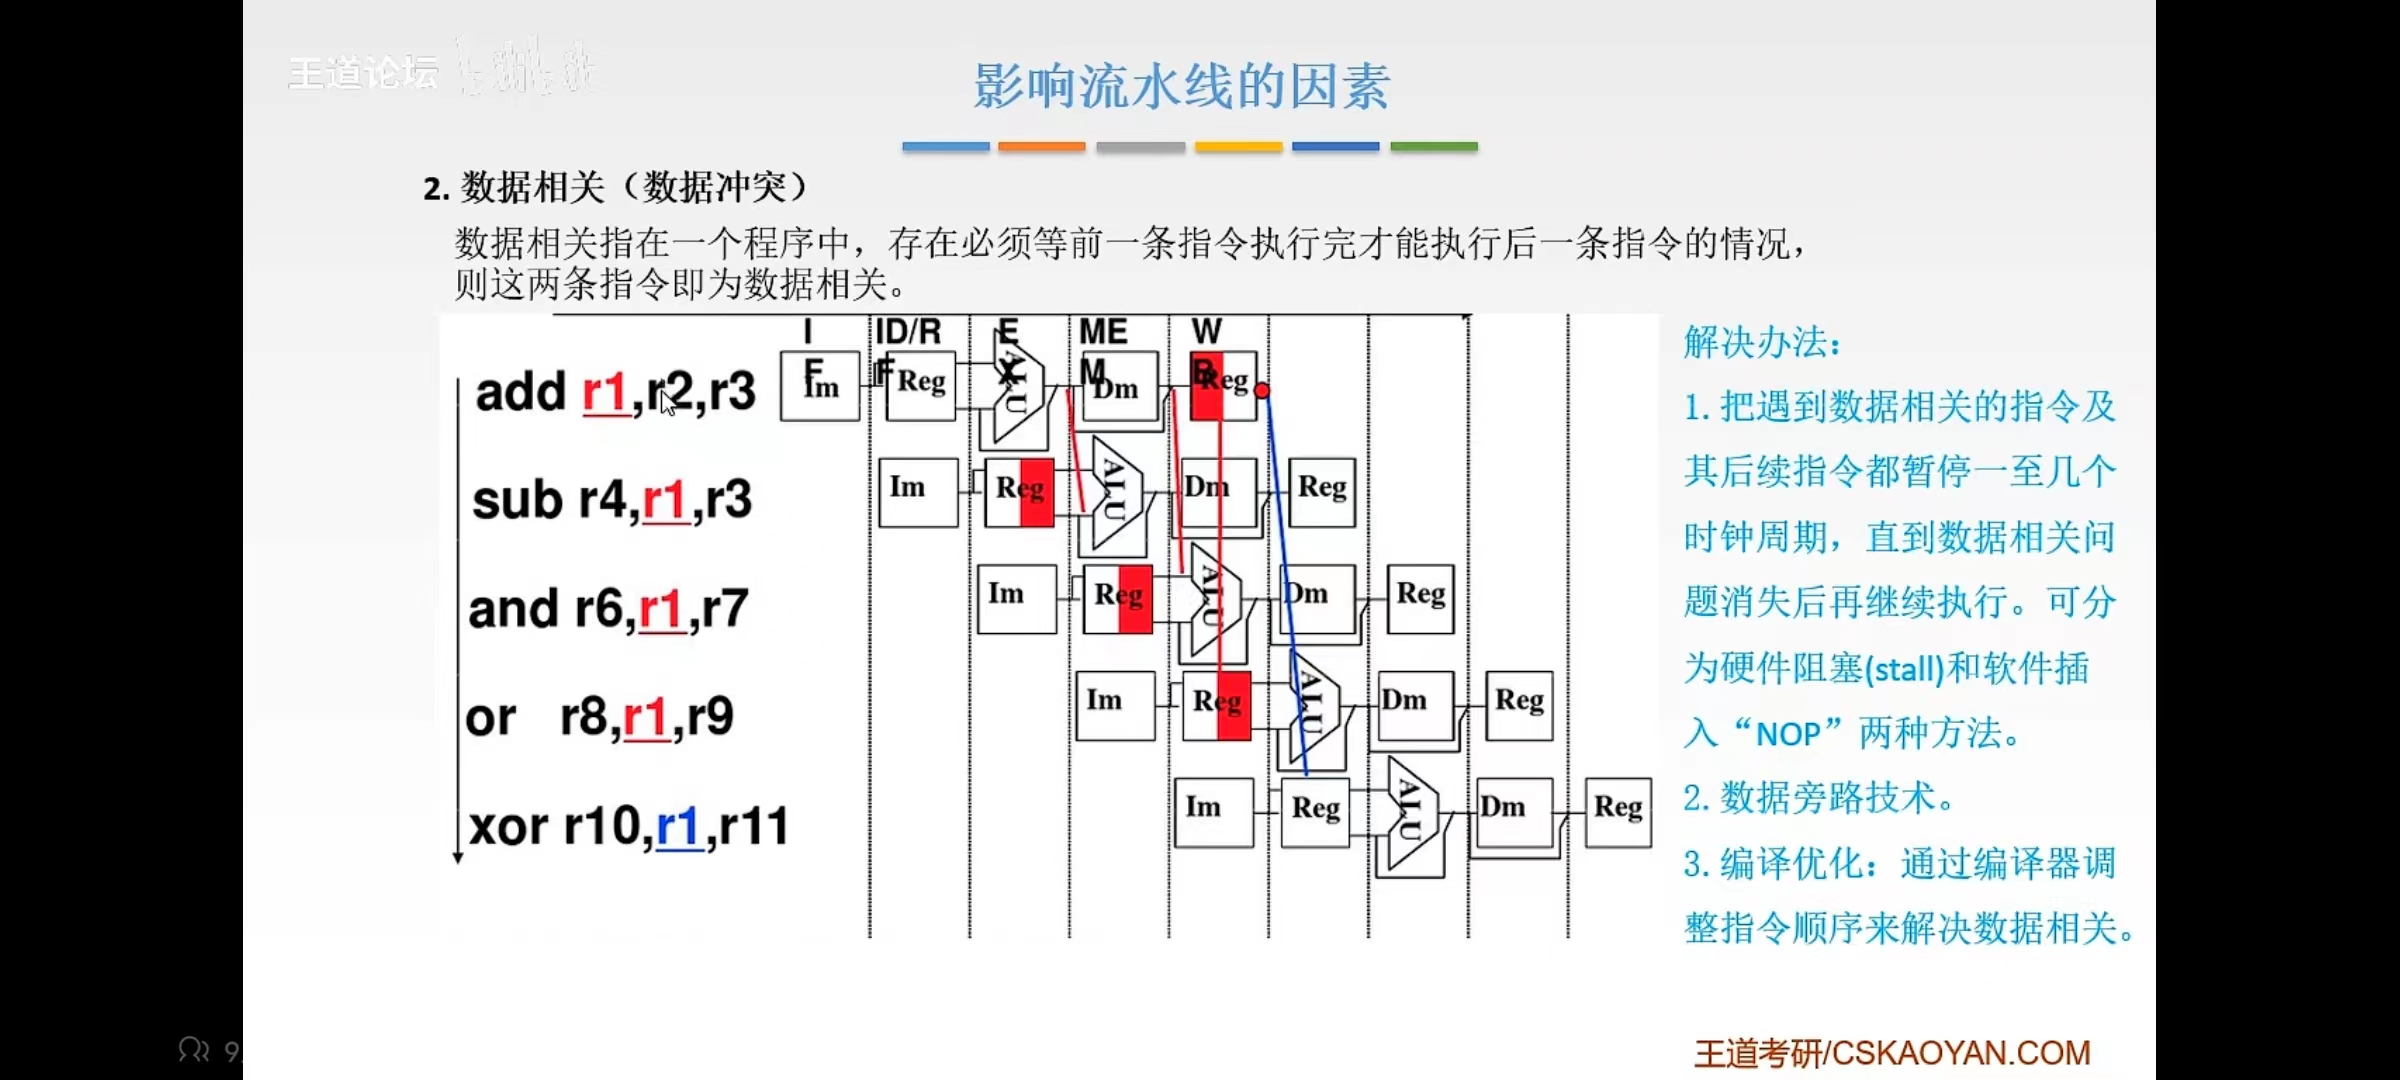 王道论坛
影响流水线的因素
2. 数据相关（数据冲突）
数据相关指在一个程序中，存在必须等前一条指令执行完才能执行后一条指令的情况，
则这两条指令即为数据相关。
IF ID/RF EX MEM WB
add r1,r2,r3
Im Reg ALU Dm Reg
sub r4,r1,r3
Im Reg ALU Dm Reg
and r6,r1,r7
Im Reg ALU Dm Reg
or r8,r1,r9
Im Reg ALU Dm Reg
xor r10,r1,r11
Im Reg ALU Dm Reg
解决办法：
1. 把遇到数据相关的指令及
其后续指令都暂停一至几个
时钟周期，直到数据相关问
题消失后再继续执行。可分
为硬件阻塞(stall)和软件插
入“NOP”两种方法。
2. 数据旁路技术。
3. 编译优化：通过编译器调
整指令顺序来解决数据相关。
9
王道考研/CSKAOYAN.COM